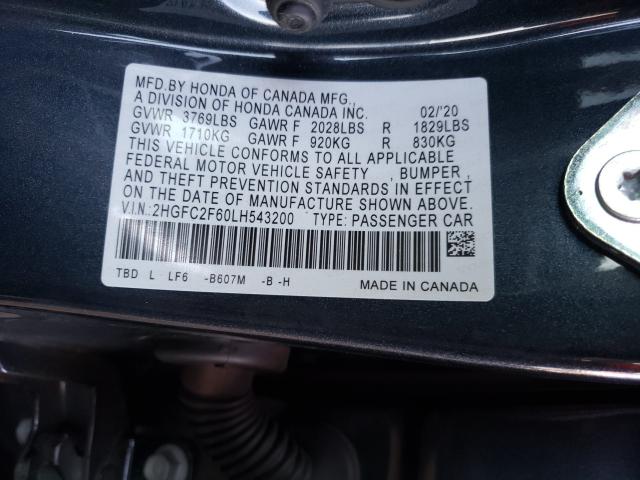 MFD.BY HONDA OF CANADA MFG.,
A DIVISION OF HONDA CANADA INC. 02/'20
GVWR 3769LBS GAWR F 2028LBS R 1829LBS
GVWR 1710KG GAWR F 920KG R 830KG
THIS VEHICLE CONFORMS TO ALL APPLICABLE
FEDERAL MOTOR VEHICLE SAFETY , BUMPER ,
AND THEFT PREVENTION STANDARDS IN EFFECT
ON THE DATE OF MANUFACTURE SHOWN ABOVE.
V.I.N:2HGFC2F60LH543200 TYPE: PASSENGER CAR
TBD L LF6 -B607M -B -H MADE IN CANADA